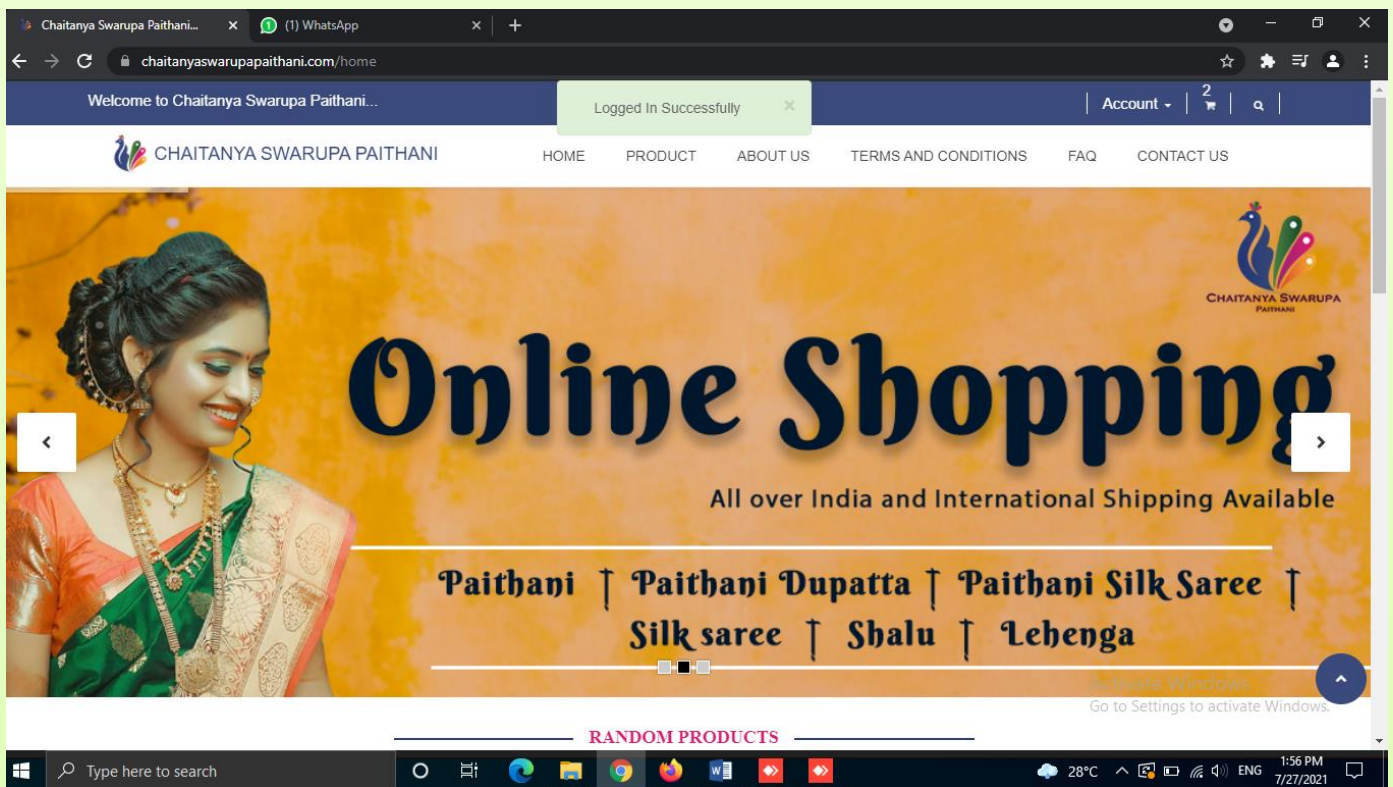 Chaitanya Swarupa Paithani...
(1) WhatsApp
chaitanyaswarupapaithani.com/home
Welcome to Chaitanya Swarupa Paithani...
Logged In Successfully ×
Account
2
CHAITANYA SWARUPA PAITHANI
HOME PRODUCT ABOUT US TERMS AND CONDITIONS FAQ CONTACT US
CHAITANYA SWARUPA
PAITHANI
Online Shopping
All over India and International Shipping Available
Paithani | Paithani Dupatta | Paithani Silk Saree |
Silk saree | Shalu | Lehenga
Activate Windows
Go to Settings to activate Windows.
RANDOM PRODUCTS
Type here to search
28°C ENG 1:56 PM
7/27/2021